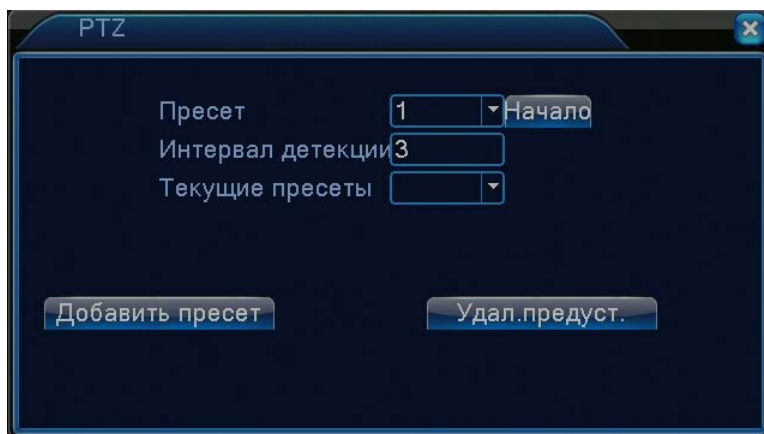 PTZ
Пресет 1 Начало
Интервал детекции 3
Текущие пресеты
Добавить пресет Удал.предуст.